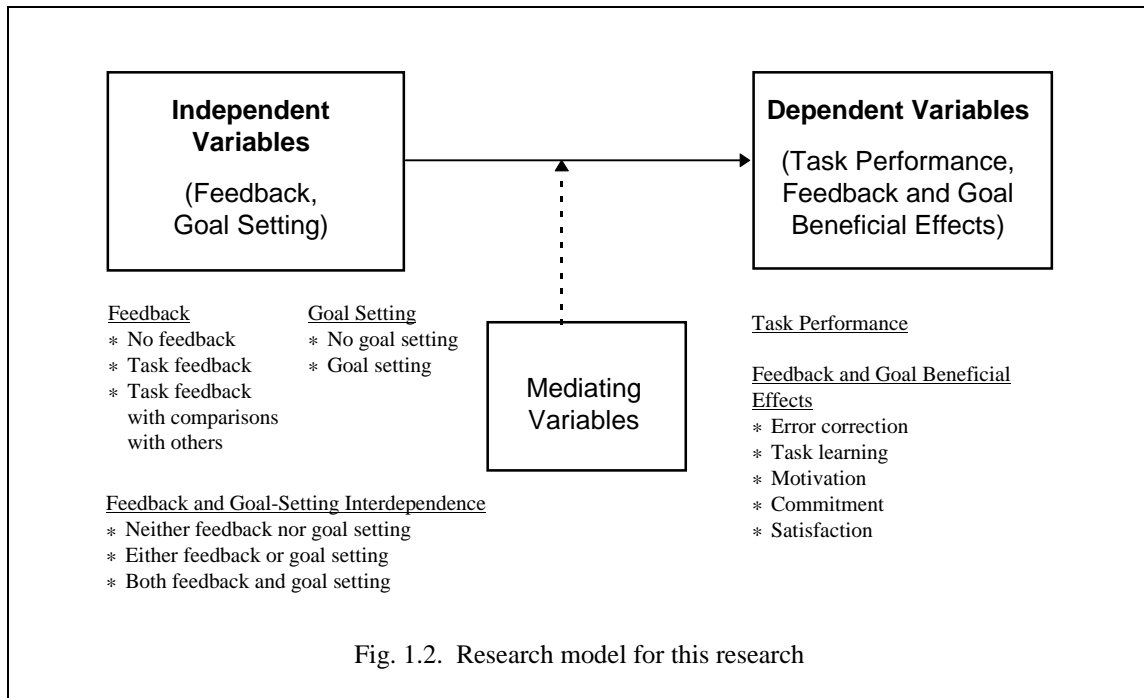 Independent
Variables
(Feedback,
Goal Setting)
Dependent Variables
(Task Performance,
Feedback and Goal
Beneficial Effects)
Mediating
Variables
Feedback
* No feedback
* Task feedback
* Task feedback
with comparisons
with others
Goal Setting
* No goal setting
* Goal setting
Feedback and Goal-Setting Interdependence
* Neither feedback nor goal setting
* Either feedback or goal setting
* Both feedback and goal setting
Task Performance
Feedback and Goal Beneficial
Effects
* Error correction
* Task learning
* Motivation
* Commitment
* Satisfaction
Fig. 1.2. Research model for this research